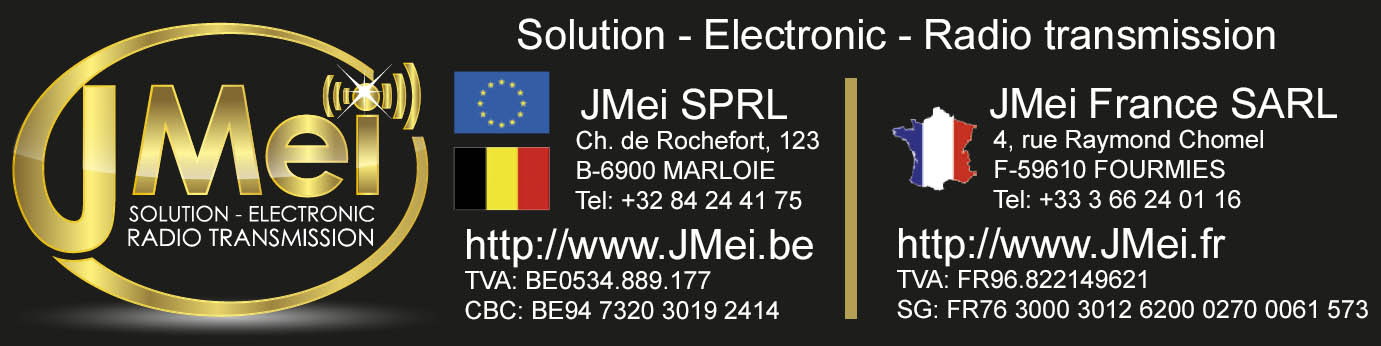 JMei
SOLUTION - ELECTRONIC
RADIO TRANSMISSION
Solution - Electronic - Radio transmission
JMei SPRL
Ch. de Rochefort, 123
B-6900 MARLOIE
Tel: +32 84 24 41 75
http://www.JMei.be
TVA: BE0534.889.177
CBC: BE94 7320 3019 2414
JMei France SARL
4, rue Raymond Chomel
F-59610 FOURMIES
Tel: +33 3 66 24 01 16
http://www.JMei.fr
TVA: FR96.822149621
SG: FR76 3000 3012 6200 0270 0061 573